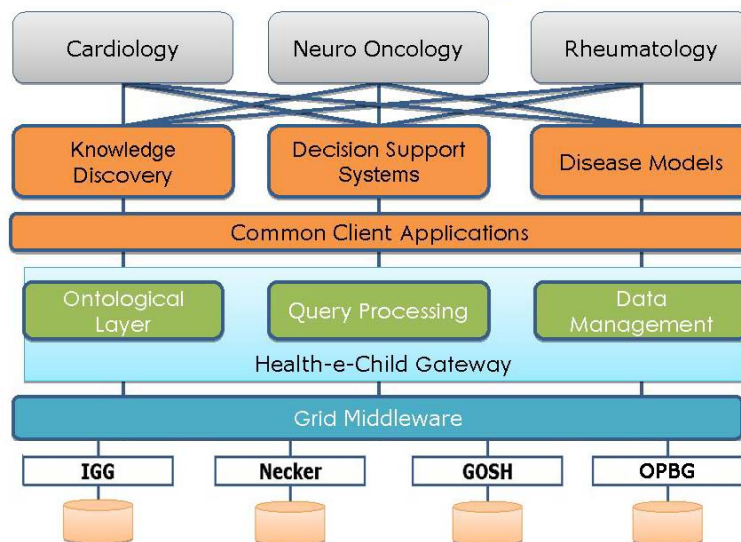 Cardiology
Neuro Oncology
Rheumatology
Knowledge
Discovery
Decision Support
Systems
Disease Models
Common Client Applications
Ontological
Layer
Query Processing
Data
Management
Health-e-Child Gateway
Grid Middleware
IGG
Necker
GOSH
OPBG